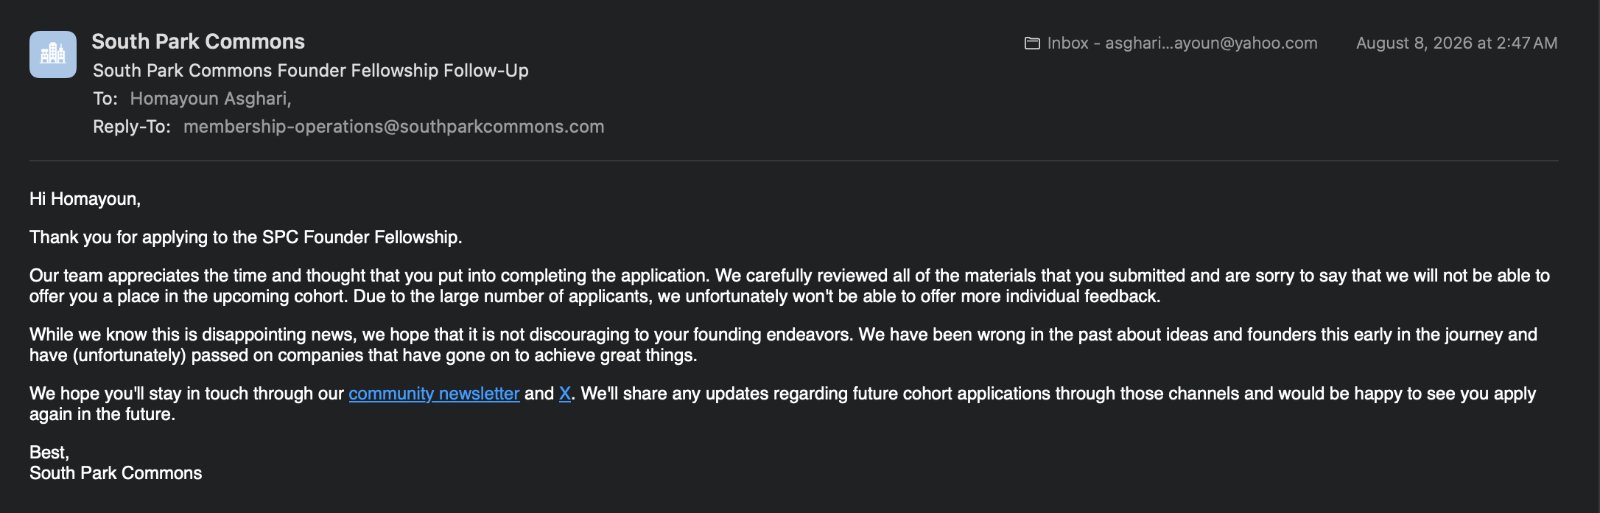 South Park Commons
Inbox - asghari...ayoun@yahoo.com
August 8, 2026 at 2:47 AM
South Park Commons Founder Fellowship Follow-Up
To: Homayoun Asghari,
Reply-To: membership-operations@southparkcommons.com
Hi Homayoun,
Thank you for applying to the SPC Founder Fellowship.
Our team appreciates the time and thought that you put into completing the application. We carefully reviewed all of the materials that you submitted and are sorry to say that we will not be able to
offer you a place in the upcoming cohort. Due to the large number of applicants, we unfortunately won't be able to offer more individual feedback.
While we know this is disappointing news, we hope that it is not discouraging to your founding endeavors. We have been wrong in the past about ideas and founders this early in the journey and
have (unfortunately) passed on companies that have gone on to achieve great things.
We hope you'll stay in touch through our community newsletter and X. We'll share any updates regarding future cohort applications through those channels and would be happy to see you apply
again in the future.
Best,
South Park Commons